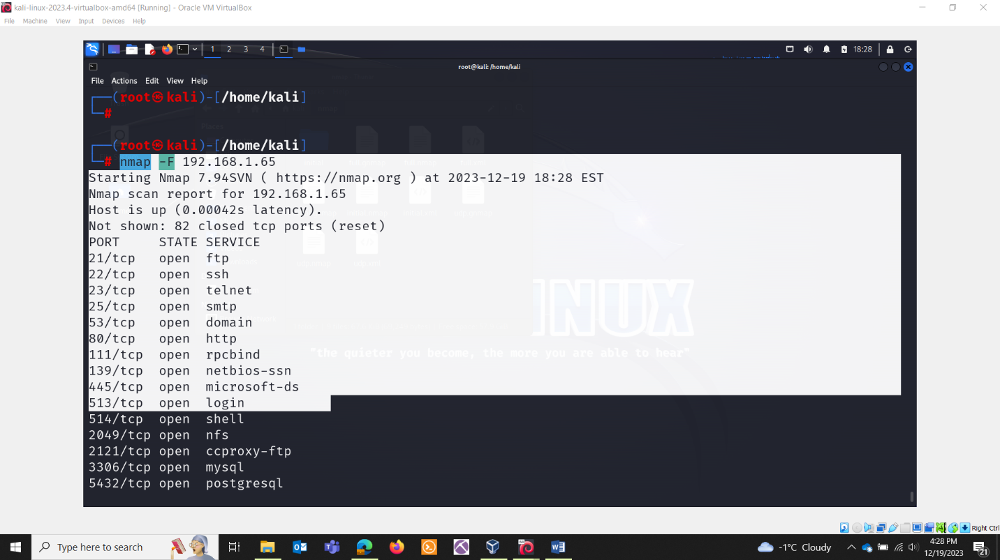 kali-linux-2023.4-virtualbox-amd64 [Running] - Oracle VM VirtualBox
File Machine View Input Devices Help
1 2 3 4
18:28
root@kali: /home/kali
File Actions Edit View Help
(root㉿kali)-[/home/kali]
#
(root㉿kali)-[/home/kali]
# nmap -F 192.168.1.65
Starting Nmap 7.94SVN ( https://nmap.org ) at 2023-12-19 18:28 EST
Nmap scan report for 192.168.1.65
Host is up (0.00042s latency).
Not shown: 82 closed tcp ports (reset)
PORT STATE SERVICE
21/tcp open ftp
22/tcp open ssh
23/tcp open telnet
25/tcp open smtp
53/tcp open domain
80/tcp open http
111/tcp open rpcbind
139/tcp open netbios-ssn
445/tcp open microsoft-ds
513/tcp open login
514/tcp open shell
2049/tcp open nfs
2121/tcp open ccproxy-ftp
3306/tcp open mysql
5432/tcp open postgresql
"the quieter you become, the more you are able to hear"
Right Ctrl
Type here to search
-1°C Cloudy
4:28 PM
12/19/2023
21